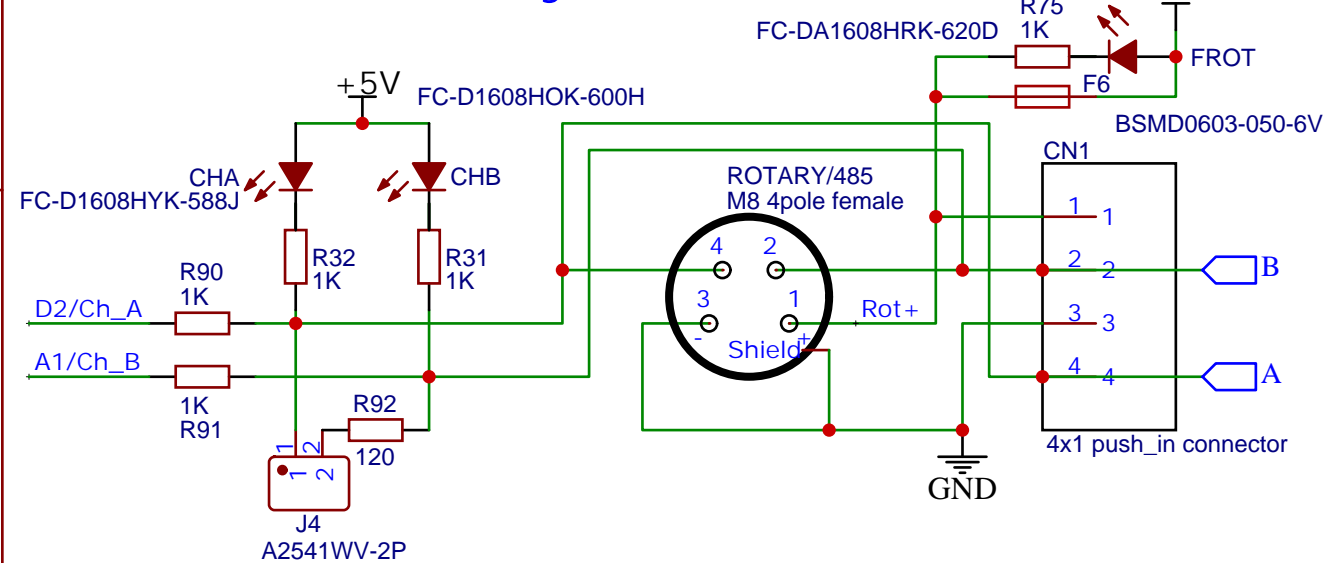 R75
1K
FC-DA1608HRK-620D
FROT
F6
BSMD0603-050-6V
+5V
FC-D1608HOK-600H
CHA
FC-D1608HYK-588J
CHB
R32
1K
R31
1K
R90
1K
D2/Ch_A
A1/Ch_B
1K
R91
R92
120
1 2
1 2
J4
A2541WV-2P
ROTARY/485
M8 4pole female
4 2
3 1
- +
Shield
Rot+
GND
CN1
1 1
2 2
3 3
4 4
B
A
4x1 push_in connector